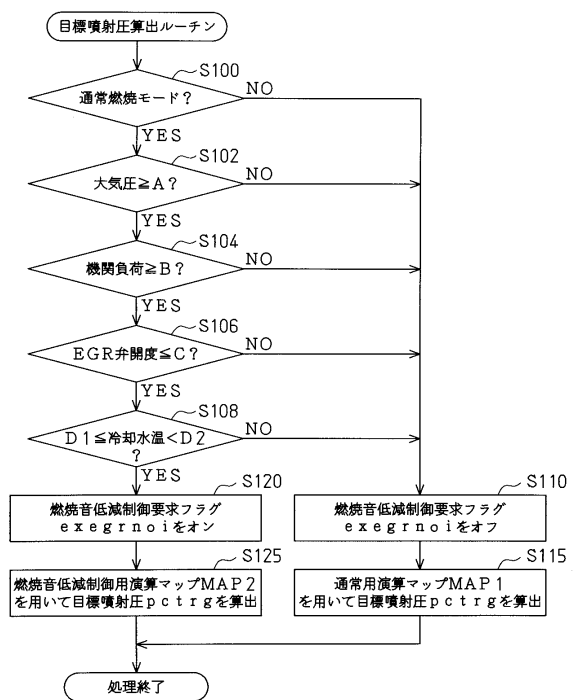 目標噴射圧算出ルーチン
S100
通常燃焼モード？
NO
YES
S102
大気圧≧A？
NO
YES
S104
機関負荷≧B？
NO
YES
S106
EGR弁開度≦C？
NO
YES
S108
D1≦冷却水温<D2
？
NO
YES
S120
燃焼音低減制御要求フラグ
exegrnoiをオン
S110
燃焼音低減制御要求フラグ
exegrnoiをオフ
S125
燃焼音低減制御用演算マップMAP2
を用いて目標噴射圧pctrgを算出
S115
通常用演算マップMAP1
を用いて目標噴射圧pctrgを算出
処理終了